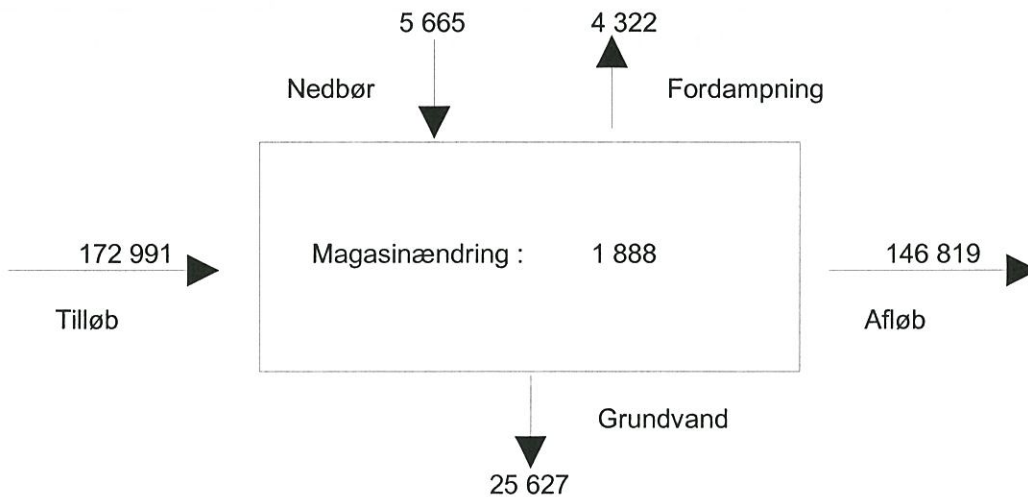 5 665 4 322
Nedbør Fordampning
172 991 Magasinændring : 1 888 146 819
Tilløb Afløb
Grundvand
25 627